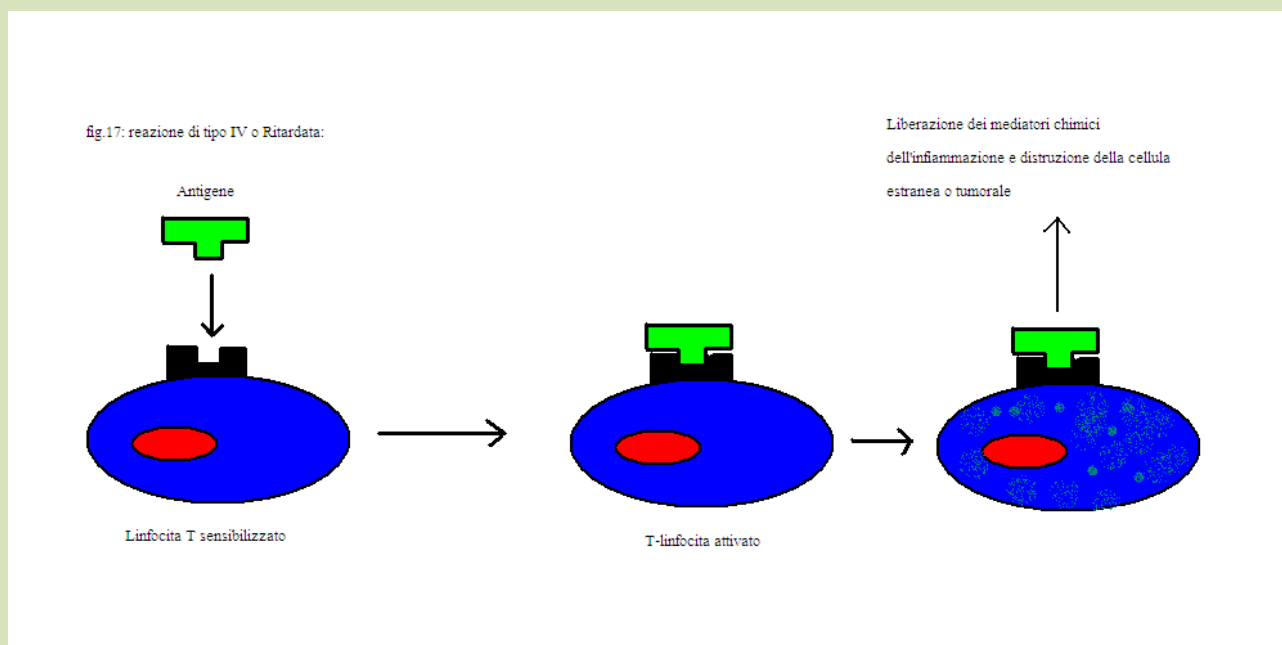 fig.17: reazione di tipo IV o Ritardata:
Antigene
Linfocita T sensibilizzato
T-linfocita attivato
Liberazione dei mediatori chimici
dell'infiammazione e distruzione della cellula
estranea o tumorale